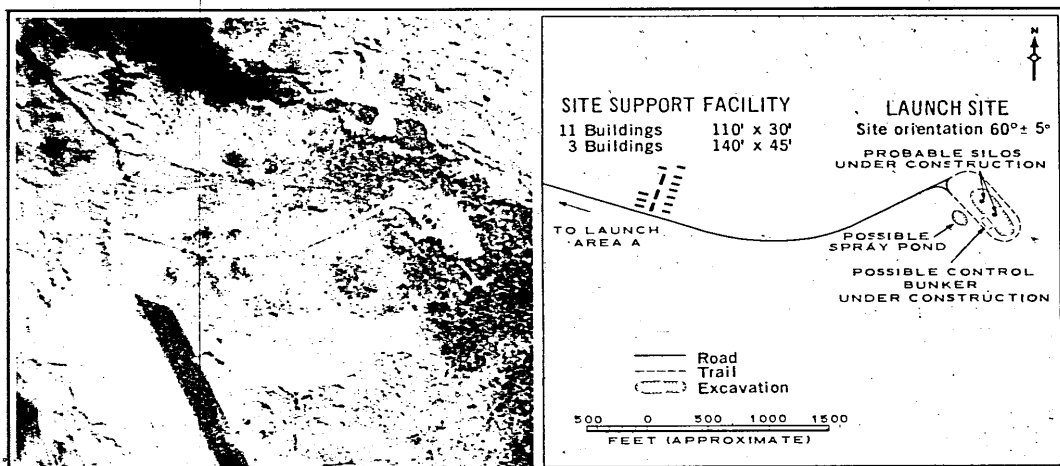 N
SITE SUPPORT FACILITY
11 Buildings 110' x 30'
3 Buildings 140' x 45'
LAUNCH SITE
Site orientation 60°± 5°
PROBABLE SILOS
UNDER CONSTRUCTION
TO LAUNCH
AREA A
POSSIBLE
SPRAY POND
POSSIBLE CONTROL
BUNKER
UNDER CONSTRUCTION
Road
Trail
Excavation
500 0 500 1000 1500
FEET (APPROXIMATE)